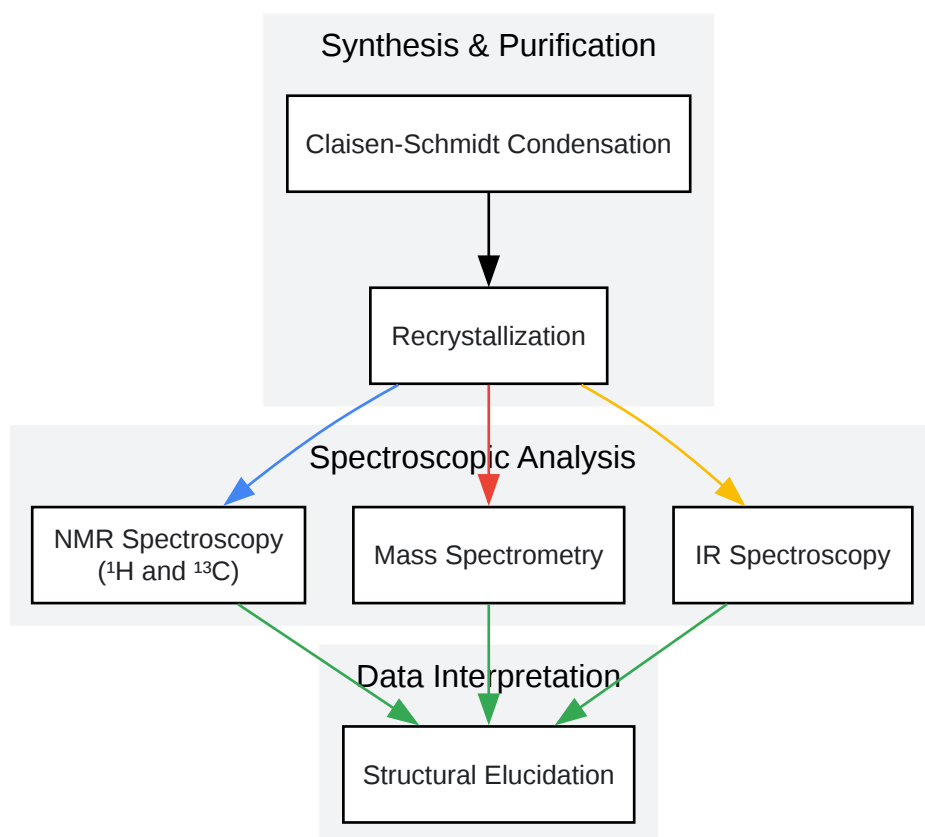 Synthesis & Purification
Claisen-Schmidt Condensation
Recrystallization
Spectroscopic Analysis
NMR Spectroscopy
(¹H and ¹³C)
Mass Spectrometry
IR Spectroscopy
Data Interpretation
Structural Elucidation